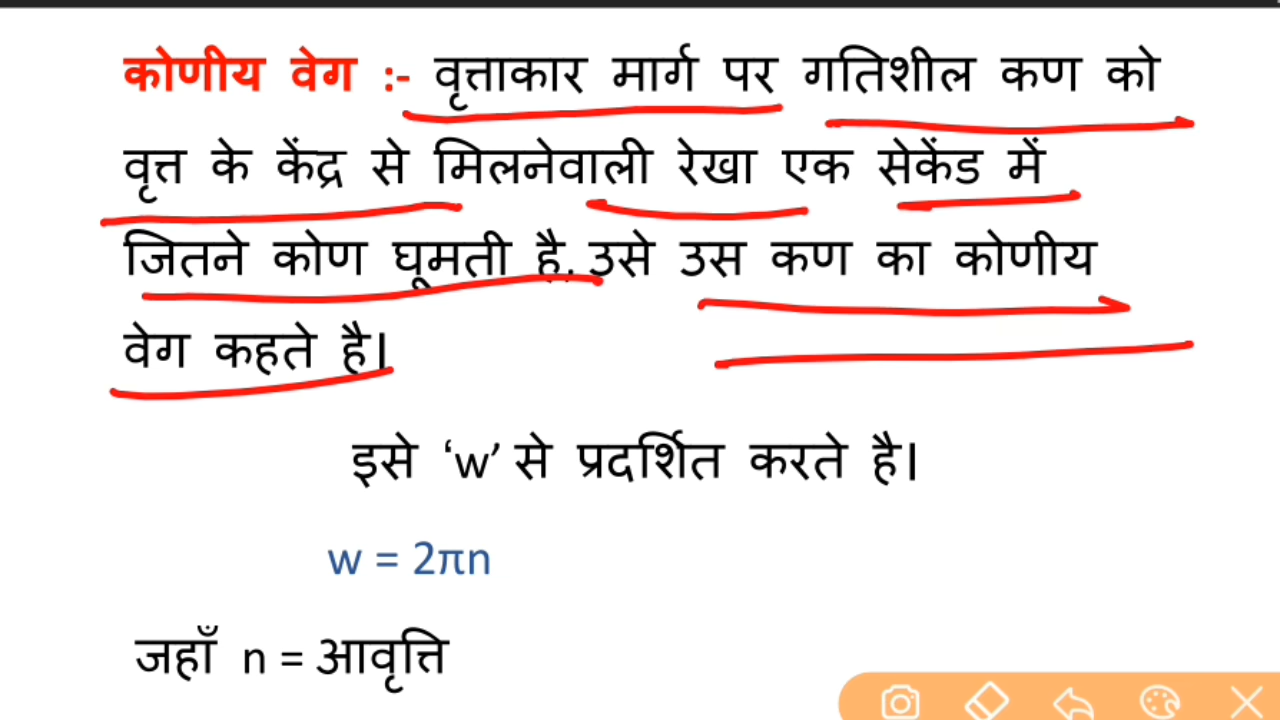 कोणीय वेग :- वृत्ताकार मार्ग पर गतिशील कण को
वृत्त के केंद्र से मिलनेवाली रेखा एक सेकेंड में
जितने कोण घूमती है, उसे उस कण का कोणीय
वेग कहते है।
इसे ‘w’ से प्रदर्शित करते है।
w = 2πn
जहाँ n = आवृत्ति